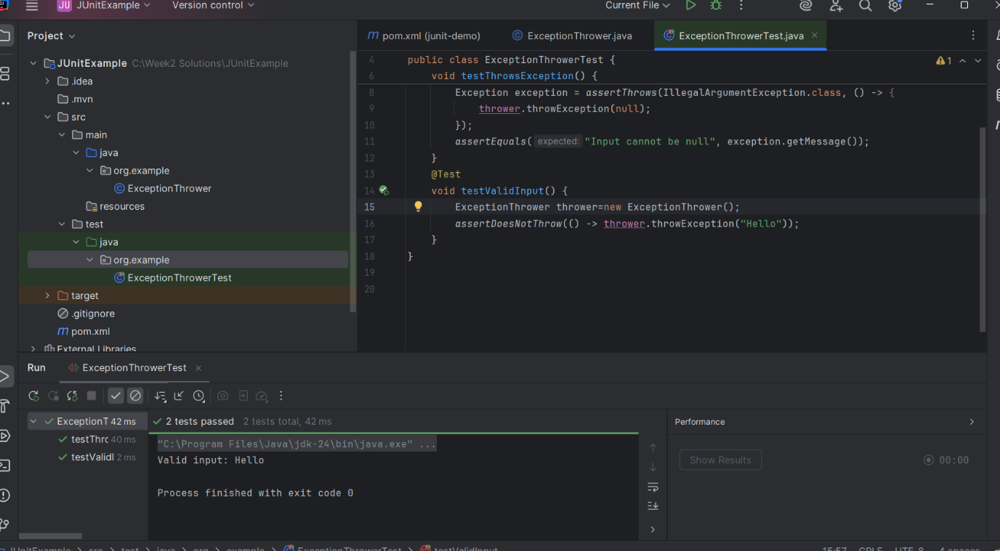 JU JUnitExample Version control Current File
Project
JUnitExample C:\Week2 Solutions\JUnitExample
.idea
.mvn
src
main
java
org.example
ExceptionThrower
resources
test
java
org.example
ExceptionThrowerTest
target
.gitignore
m pom.xml
External Libraries
m pom.xml (junit-demo) ExceptionThrower.java ExceptionThrowerTest.java
4 public class ExceptionThrowerTest { 1
6 void testThrowsException() {
8 Exception exception = assertThrows(IllegalArgumentException.class, () -> {
9 thrower.throwException(null);
10 });
11 assertEquals( expected: "Input cannot be null", exception.getMessage());
12 }
13 @Test
14 void testValidInput() {
15 ExceptionThrower thrower=new ExceptionThrower();
16 assertDoesNotThrow(() -> thrower.throwException("Hello"));
17 }
18 }
19
20
Run ExceptionThrowerTest
ExceptionT 42 ms
testThrc 40 ms
testValidI 2 ms
2 tests passed 2 tests total, 42 ms
"C:\Program Files\Java\jdk-24\bin\java.exe" ...
Valid input: Hello
Process finished with exit code 0
Performance
Show Results 00:00
JUnitExample > src > test > java > org > example > ExceptionThrowerTest > testValidInput 15:57 CRLF UTF-8 4 spaces